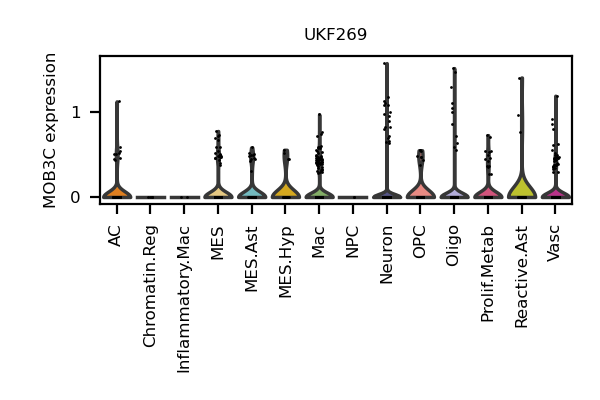 UKF269
MOB3C expression
1
0
AC
Chromatin.Reg
Inflammatory.Mac
MES
MES.Ast
MES.Hyp
Mac
NPC
Neuron
OPC
Oligo
Prolif.Metab
Reactive.Ast
Vasc